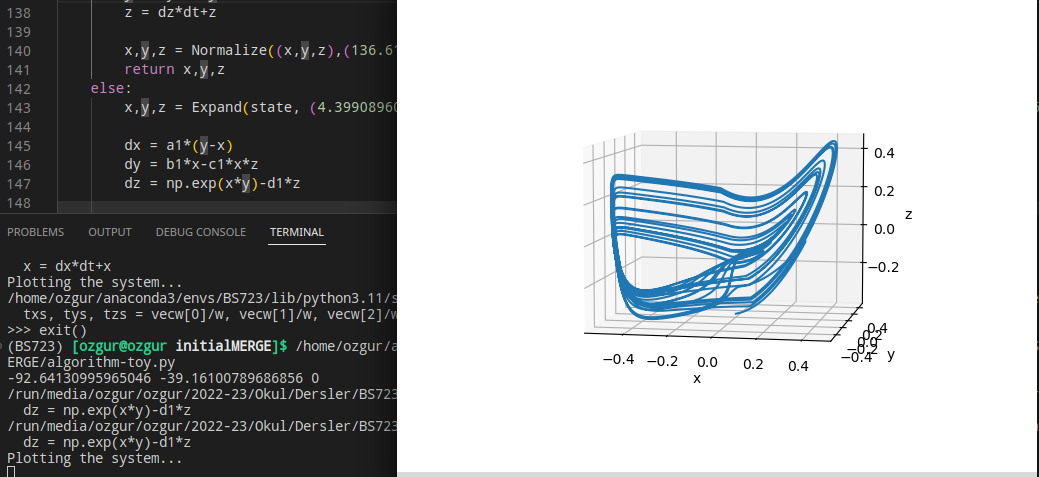 138 z = dz*dt+z
139
140 x,y,z = Normalize((x,y,z),(136.61
141 return x,y,z
142 else:
143 x,y,z = Expand(state, (4.39908960
144
145 dx = a1*(y-x)
146 dy = b1*x-c1*x*z
147 dz = np.exp(x*y)-d1*z
148
PROBLEMS OUTPUT DEBUG CONSOLE TERMINAL
x = dx*dt+x
Plotting the system...
/home/ozgur/anaconda3/envs/BS723/lib/python3.11/s
txs, tys, tzs = vecw[0]/w, vecw[1]/w, vecw[2]/w
>>> exit()
(BS723) [ozgur@ozgur initialMERGE]$ /home/ozgur/a
ERGE/algorithm-toy.py
-92.64130995965046 -39.16100789686856 0
/run/media/ozgur/ozgur/2022-23/Okul/Dersler/BS723
dz = np.exp(x*y)-d1*z
/run/media/ozgur/ozgur/2022-23/Okul/Dersler/BS723
dz = np.exp(x*y)-d1*z
Plotting the system...
0.4
0.2
z
0.0
−0.2
0.4
0.2
0.0
−0.2
−0.4
y
−0.4 −0.2 0.0 0.2 0.4
x